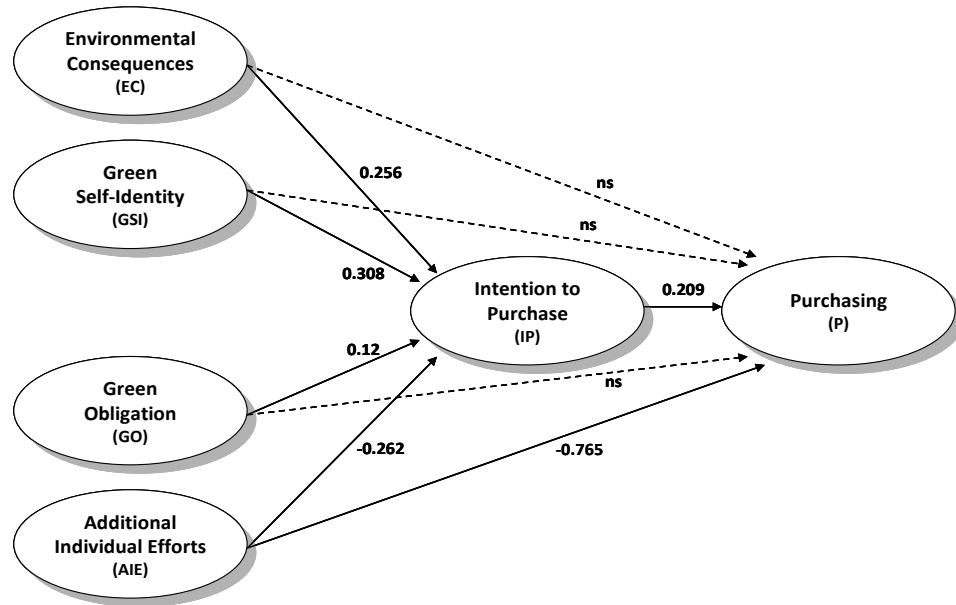 Environmental
Consequences
(EC)
Green
Self-Identity
(GSI)
0.256
ns
ns
0.308
Intention to
Purchase
(IP)
0.209
Purchasing
(P)
0.12
ns
Green
Obligation
(GO)
-0.262
-0.765
Additional
Individual Efforts
(AIE)